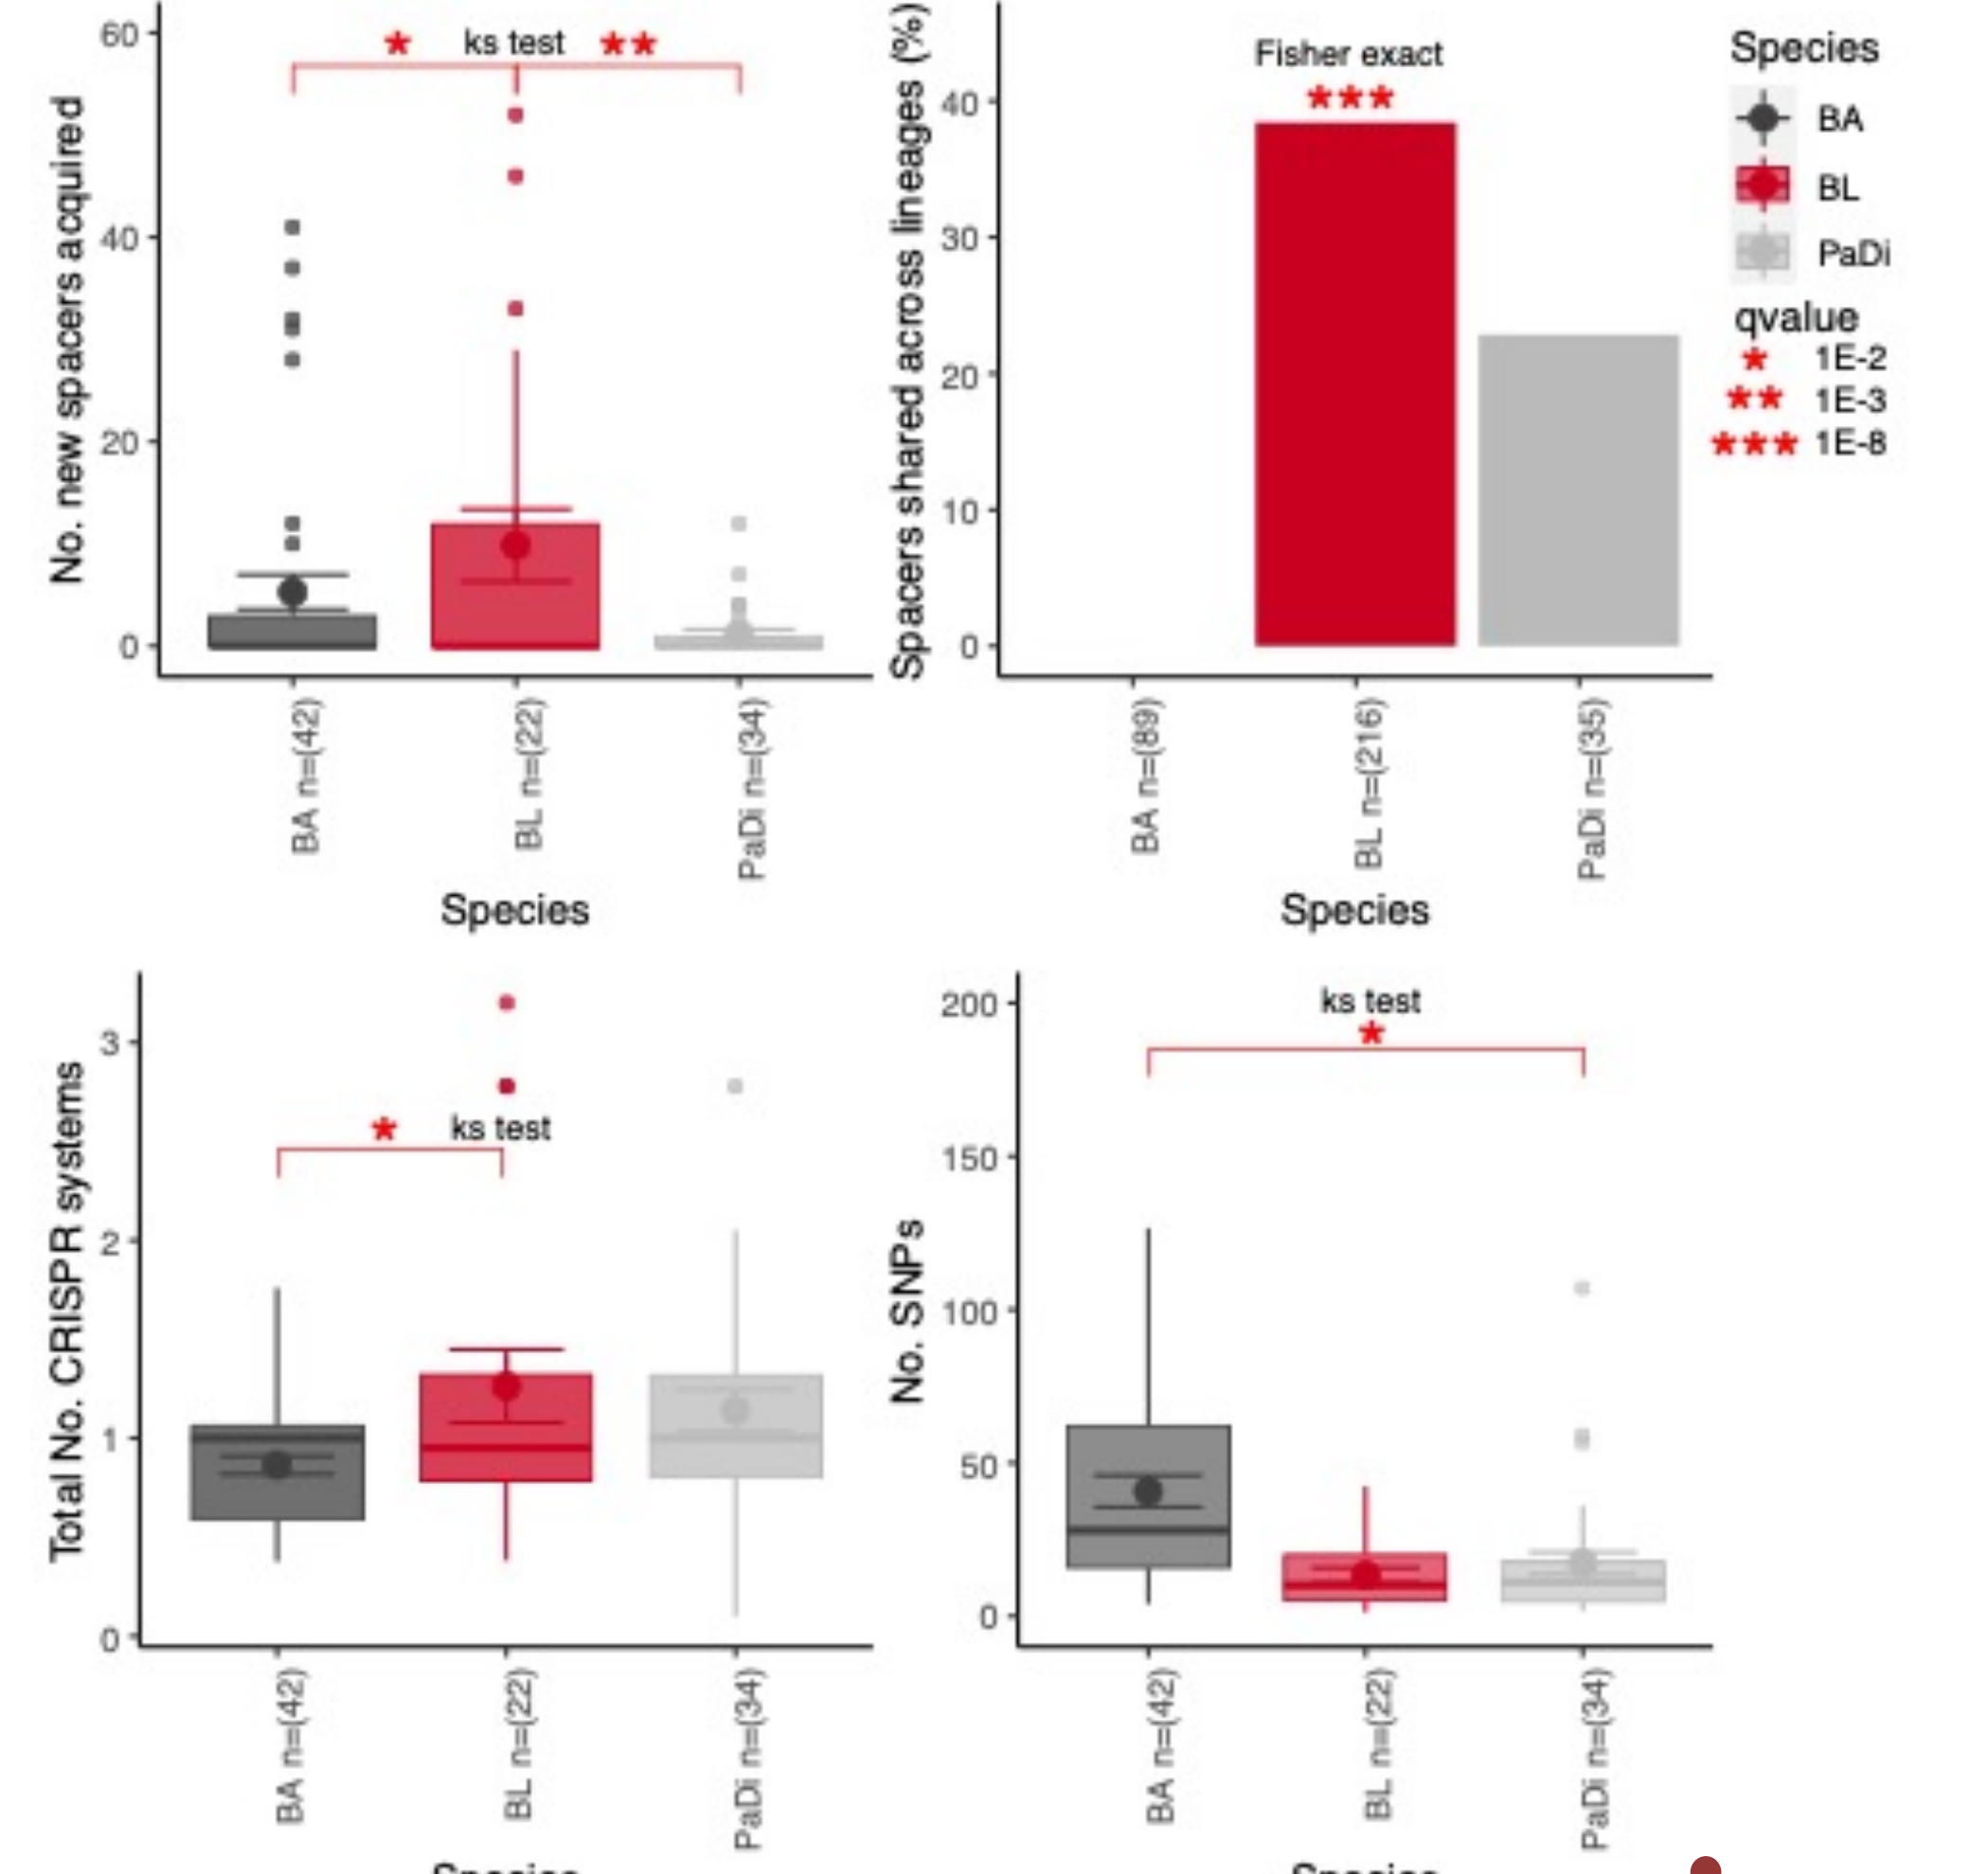 No. new spacers acquired
60
40
20
0
* ks test **
BA n=(42)
BL n=(22)
PaDi n=(34)
Species
Spacers shared across lineages (%)
40
30
20
10
0
Fisher exact
***
BA n=(89)
BL n=(216)
PaDi n=(35)
Species
Species
BA
BL
PaDi
qvalue
* 1E-2
** 1E-3
*** 1E-8
Total No. CRISPR systems
3
2
1
0
* ks test
BA n=(42)
BL n=(22)
PaDi n=(34)
Species
No. SNPs
200
150
100
50
0
ks test
*
BA n=(42)
BL n=(22)
PaDi n=(34)
Species